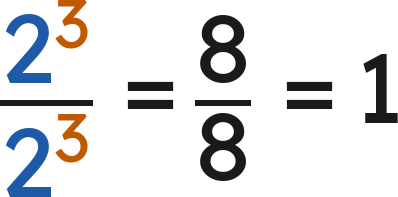 2³/2³ = 8/8 = 1